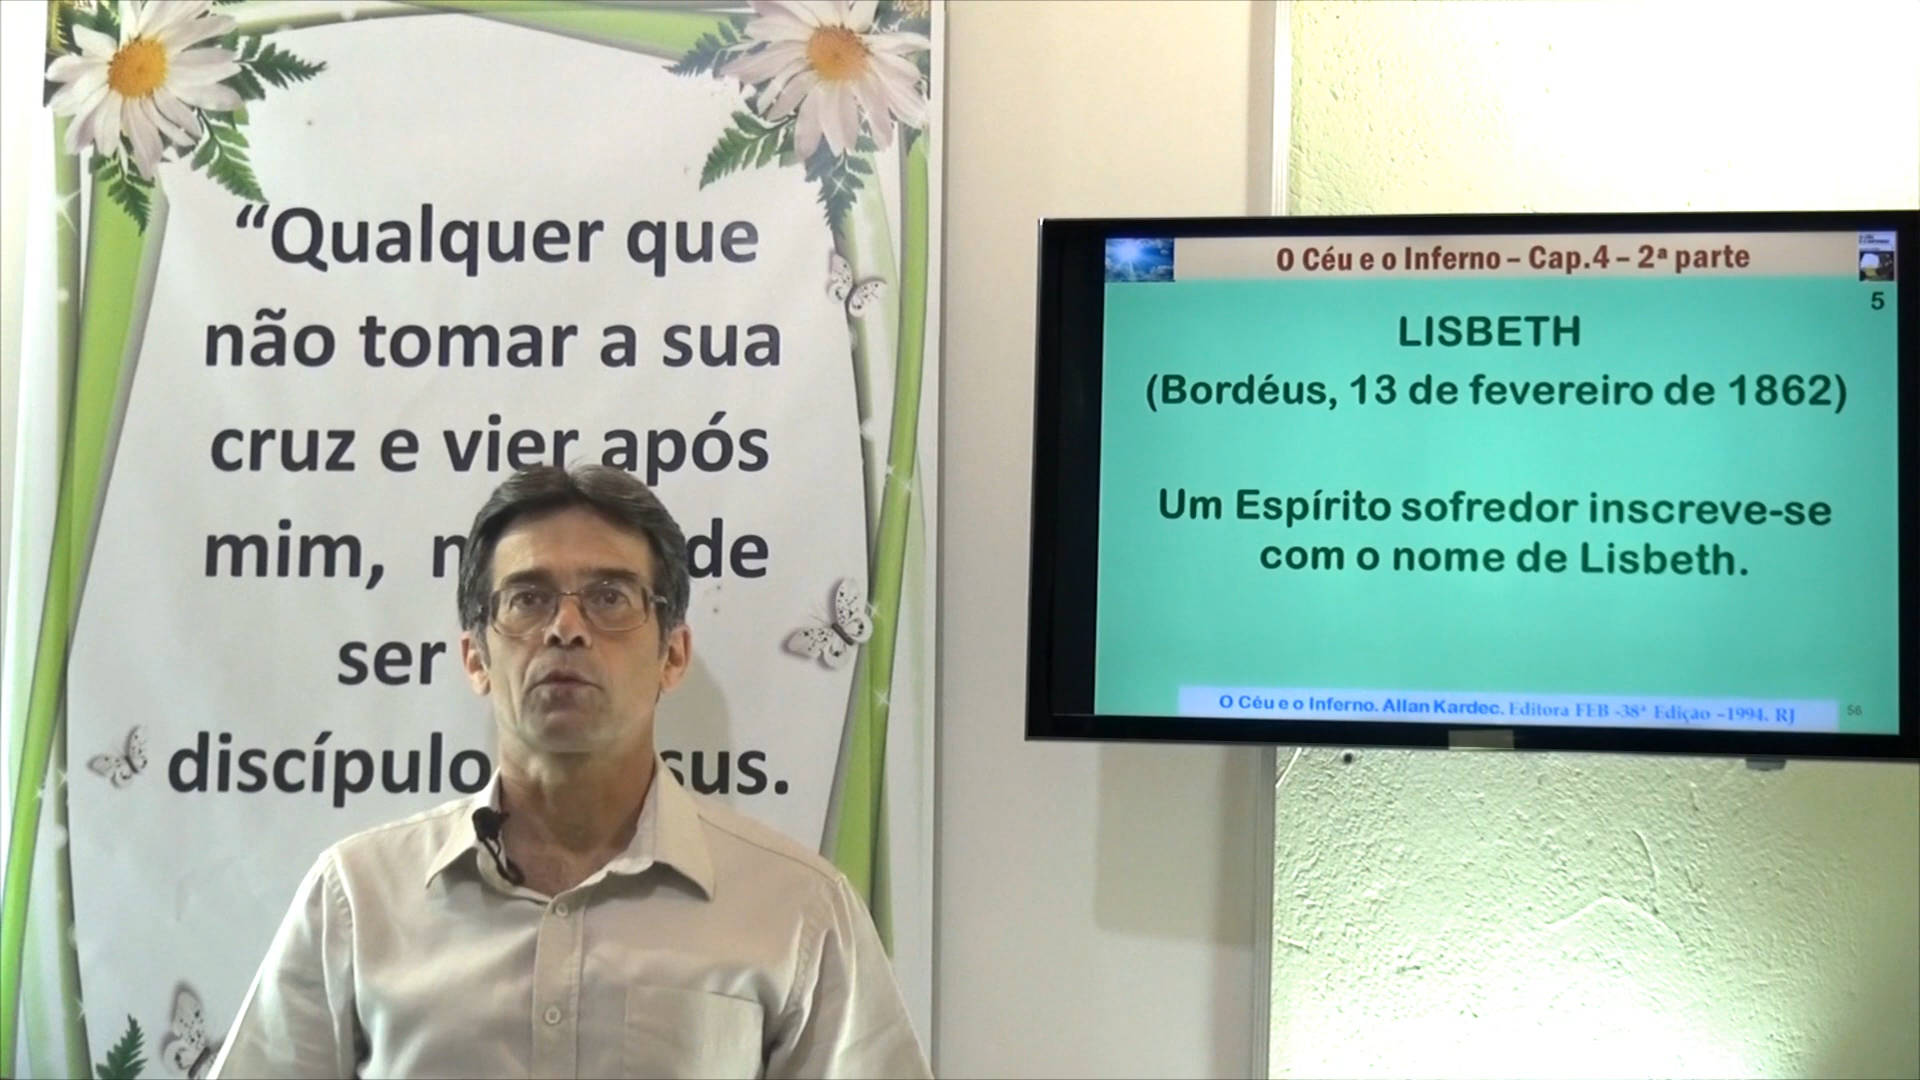 “Qualquer que
não tomar a sua
cruz e vier após
mim, de
ser
discípulo sus.
O Céu e o Inferno – Cap.4 – 2ª parte
5
LISBETH
(Bordéus, 13 de fevereiro de 1862)
Um Espírito sofredor inscreve-se
com o nome de Lisbeth.
O Céu e o Inferno. Allan Kardec. Editora FEB -38ª Edição –1994. RJ
56